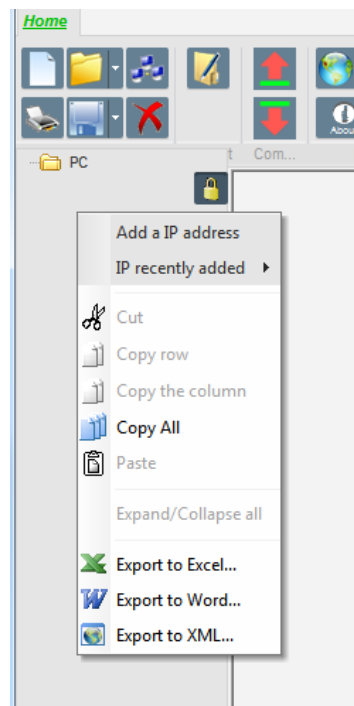 Home
t Com...
About
PC
Add a IP address
IP recently added
Cut
Copy row
Copy the column
Copy All
Paste
Expand/Collapse all
Export to Excel...
Export to Word...
Export to XML...